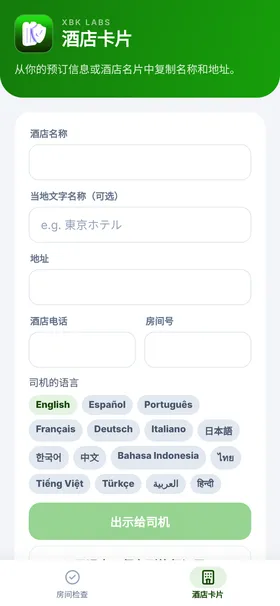 XBK LABS
酒店卡片
从你的预订信息或酒店名片中复制名称和地址。
酒店名称
当地文字名称（可选）
e.g. 東京ホテル
地址
酒店电话 房间号
司机的语言
English Español Português
Français Deutsch Italiano 日本語
한국어 中文 Bahasa Indonesia ไทย
Tiếng Việt Türkçe العربية हिन्दी
出示给司机
房间检查 酒店卡片